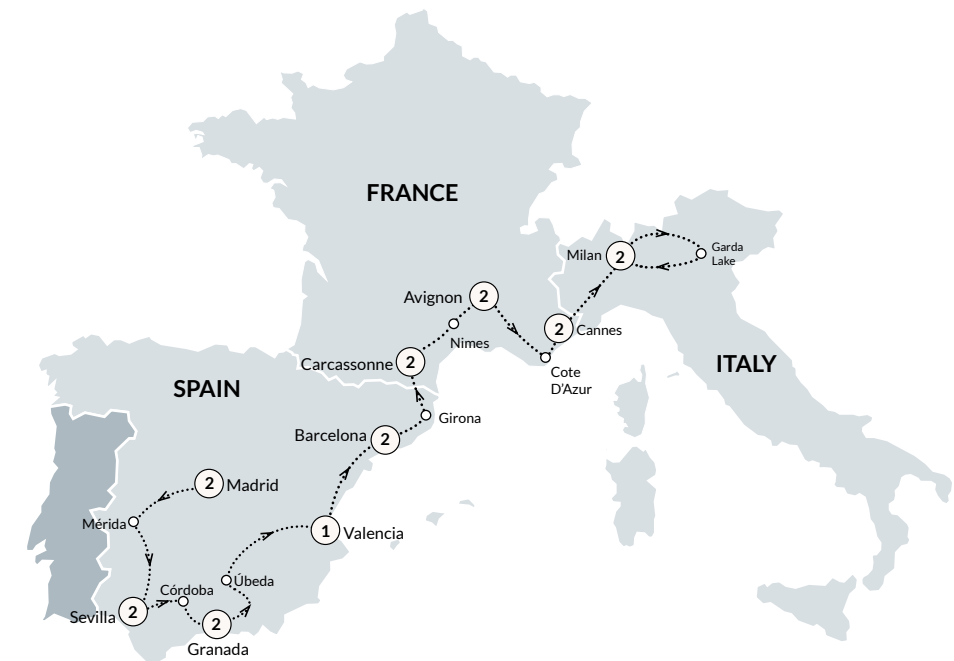 FRANCE
Milan
2
Garda
Lake
Avignon
2
2
Cannes
Nimes
Carcassonne
2
Cote
D'Azur
ITALY
SPAIN
Girona
Barcelona
2
2
Madrid
Mérida
1
Valencia
Úbeda
Córdoba
Sevilla
2
2
Granada